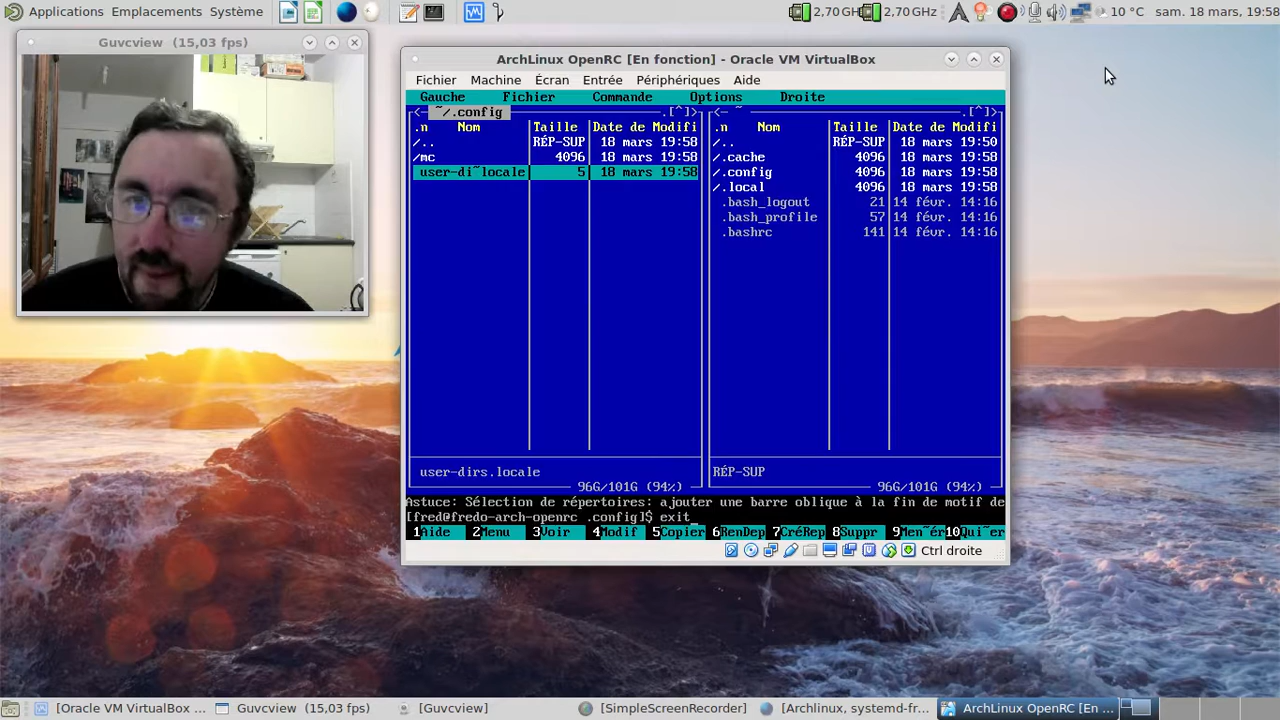 Applications Emplacements Système
2,70 GH 2,70 GHz
10 °C sam. 18 mars, 19:58
Guvcview (15,03 fps)
ArchLinux OpenRC [En fonction] - Oracle VM VirtualBox
Fichier Machine Écran Entrée Périphériques Aide
Gauche Fichier Commande Options Droite
<─ ~/.config .[^]>
<─ ~ .[^]>
.n Nom Taille Date de Modifi
/.. RÉP-SUP 18 mars 19:58
/mc 4096 18 mars 19:58
user-di~locale 5 18 mars 19:58
user-dirs.locale
96G/101G (94%)
.n Nom Taille Date de Modifi
/.. RÉP-SUP 18 mars 19:50
/.cache 4096 18 mars 19:58
/.config 4096 18 mars 19:58
/.local 4096 18 mars 19:58
.bash_logout 21 14 févr. 14:16
.bash_profile 57 14 févr. 14:16
.bashrc 141 14 févr. 14:16
RÉP-SUP
96G/101G (94%)
Astuce: Sélection de répertoires: ajouter une barre oblique à la fin de motif de
[fred@fredo-arch-openrc .config]$ exit_
1Aide 2Menu 3Voir 4Modif 5Copier 6RenDep 7CréRep 8Suppr 9Men~ér 10Qui~er
Ctrl droite
[Oracle VM VirtualBox ... Guvcview (15,03 fps) [Guvcview] [SimpleScreenRecorder] [Archlinux, systemd-fr... ArchLinux OpenRC [En ...